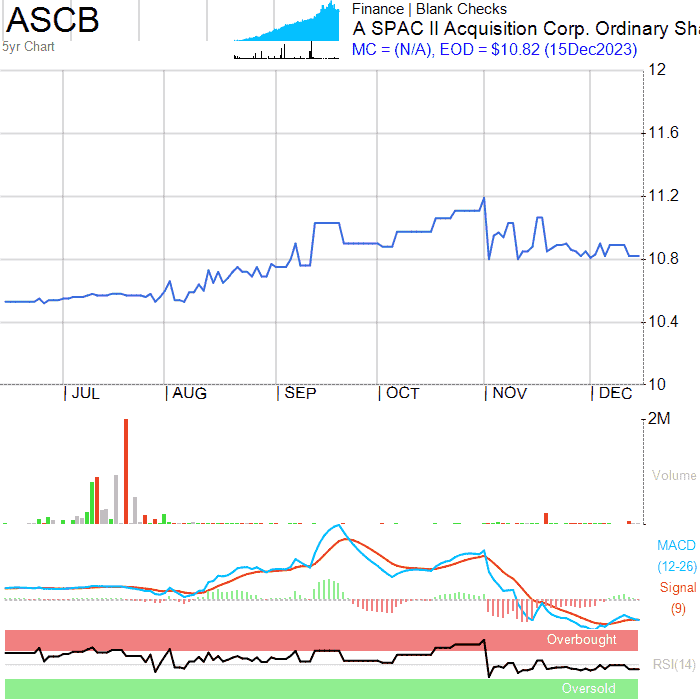 ASCB
5yr Chart
Finance | Blank Checks
A SPAC II Acquisition Corp. Ordinary Sha
MC = (N/A), EOD = $10.82 (15Dec2023)
12
11.6
11.2
10.8
10.4
10
| JUL | AUG | SEP | OCT | NOV | DEC
2M
Volume
MACD
(12-26)
Signal
(9)
Overbought
RSI(14)
Oversold